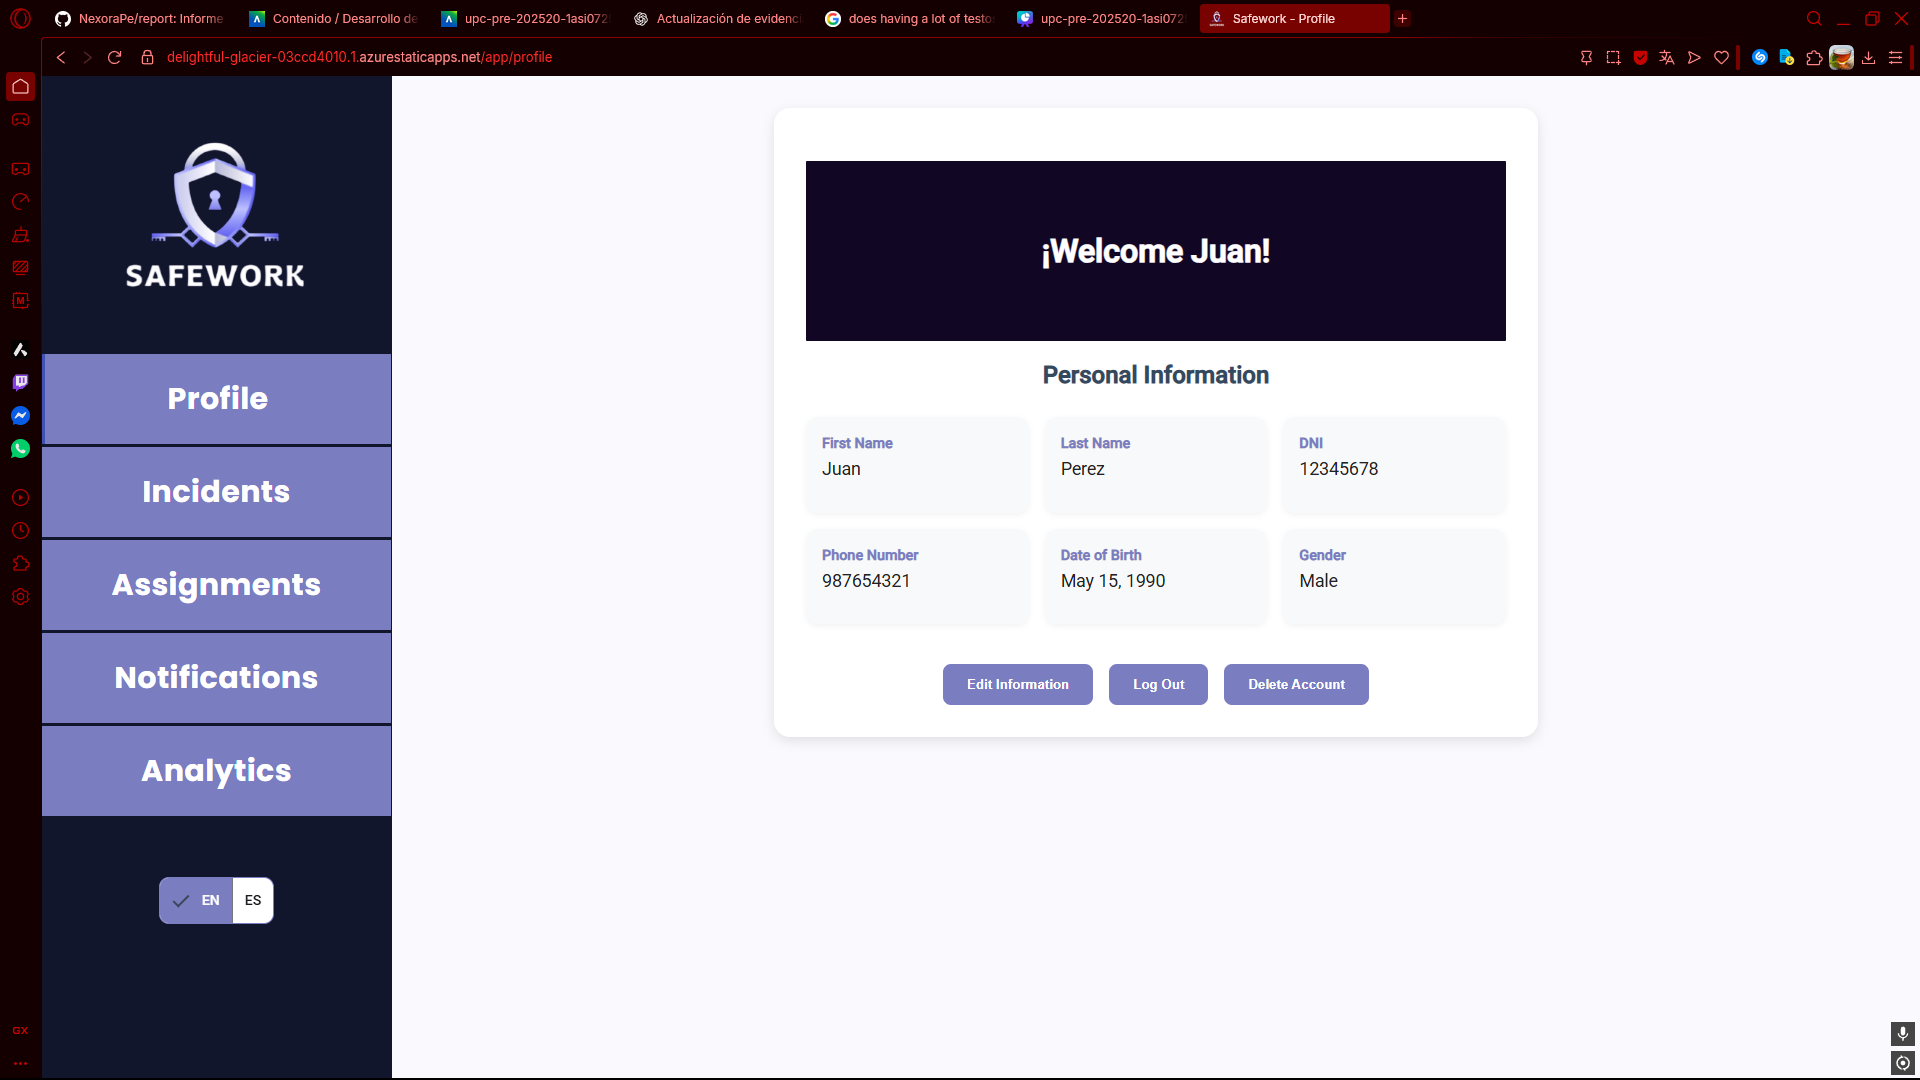 NexoraPe/report: Informe
Contenido / Desarrollo de
upc-pre-202520-1asi072
Actualización de evidenci
does having a lot of testo
upc-pre-202520-1asi072
Safework - Profile
delightful-glacier-03ccd4010.1.azurestaticapps.net/app/profile
SAFEWORK
Profile
Incidents
Assignments
Notifications
Analytics
EN ES
GX
¡Welcome Juan!
Personal Information
First Name
Juan
Last Name
Perez
DNI
12345678
Phone Number
987654321
Date of Birth
May 15, 1990
Gender
Male
Edit Information
Log Out
Delete Account